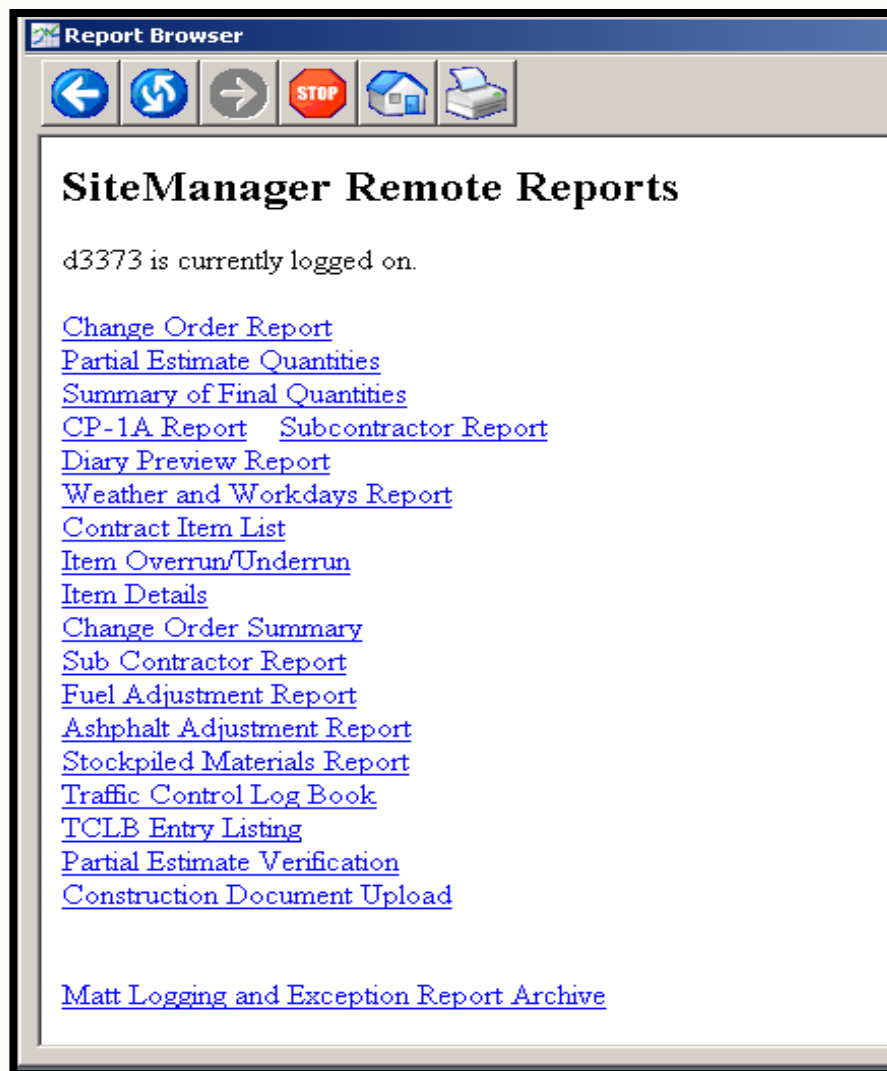 Report Browser
STOP
SiteManager Remote Reports
d3373 is currently logged on.
Change Order Report
Partial Estimate Quantities
Summary of Final Quantities
CP-1A Report Subcontractor Report
Diary Preview Report
Weather and Workdays Report
Contract Item List
Item Overrun/Underrun
Item Details
Change Order Summary
Sub Contractor Report
Fuel Adjustment Report
Ashphalt Adjustment Report
Stockpiled Materials Report
Traffic Control Log Book
TCLB Entry Listing
Partial Estimate Verification
Construction Document Upload
Matt Logging and Exception Report Archive